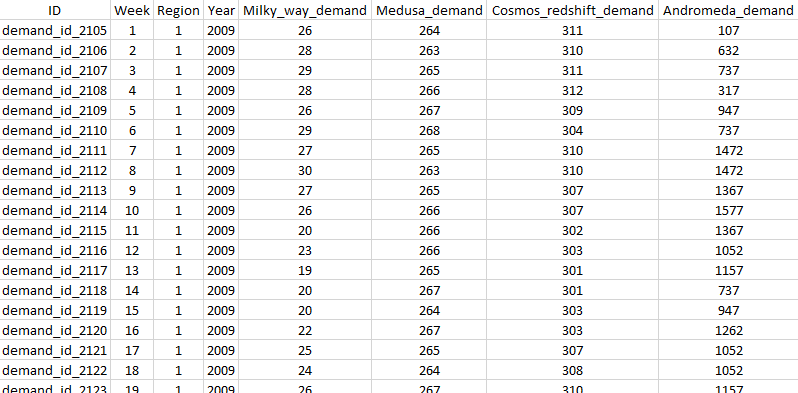 ID Week Region Year Milky_way_demand Medusa_demand Cosmos_redshift_demand Andromeda_demand
demand_id_2105 1 1 2009 26 264 311 107
demand_id_2106 2 1 2009 28 263 310 632
demand_id_2107 3 1 2009 29 265 311 737
demand_id_2108 4 1 2009 28 266 312 317
demand_id_2109 5 1 2009 26 267 309 947
demand_id_2110 6 1 2009 29 268 304 737
demand_id_2111 7 1 2009 27 265 310 1472
demand_id_2112 8 1 2009 30 263 310 1472
demand_id_2113 9 1 2009 27 265 307 1367
demand_id_2114 10 1 2009 26 266 307 1577
demand_id_2115 11 1 2009 20 266 302 1367
demand_id_2116 12 1 2009 23 266 303 1052
demand_id_2117 13 1 2009 19 265 301 1157
demand_id_2118 14 1 2009 20 267 301 737
demand_id_2119 15 1 2009 20 264 303 947
demand_id_2120 16 1 2009 22 267 303 1262
demand_id_2121 17 1 2009 25 265 307 1052
demand_id_2122 18 1 2009 24 264 308 1052
demand_id_2123 19 1 2009 26 267 310 1157